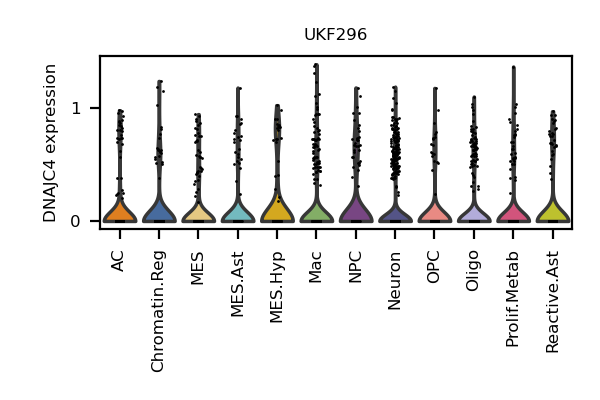 UKF296
DNAJC4 expression
1
0
AC
Chromatin.Reg
MES
MES.Ast
MES.Hyp
Mac
NPC
Neuron
OPC
Oligo
Prolif.Metab
Reactive.Ast